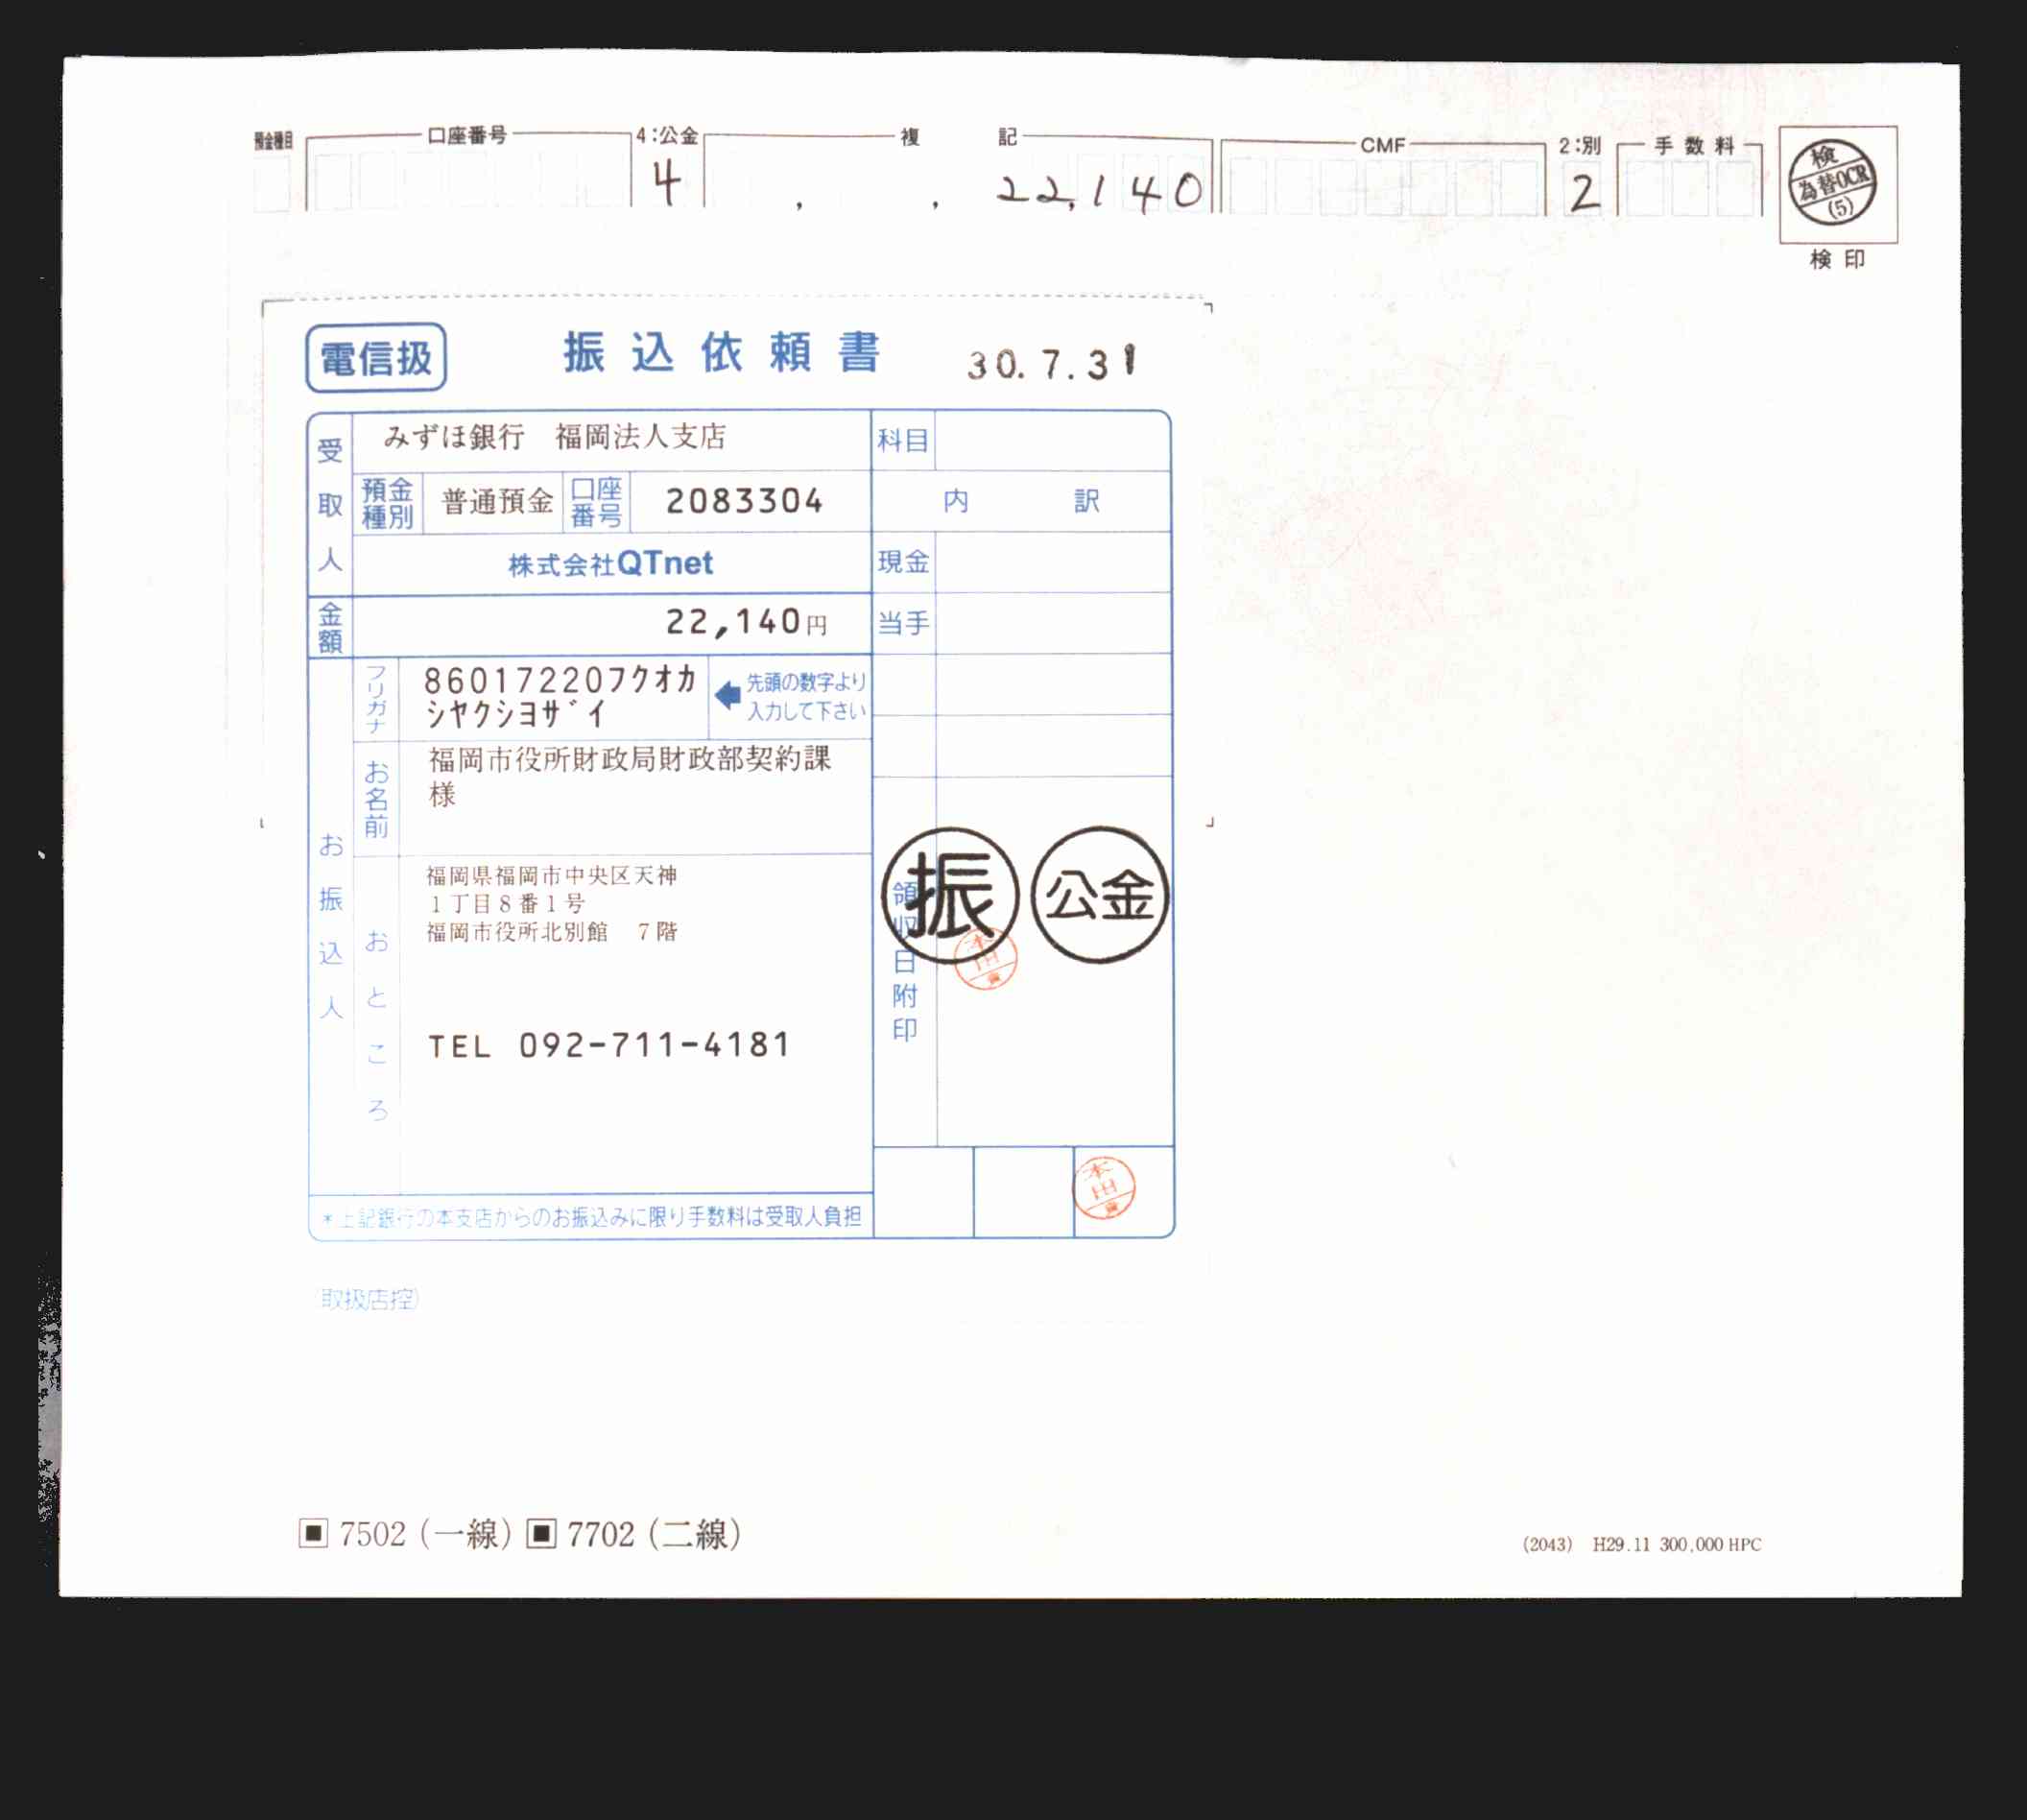 預金種目 口座番号 4:公金 複 記 CMF 2:別 手数料
4 22,140 2
検
為替OCR
(5)
検印
電信扱 振込依頼書 30.7.31
受取人 みずほ銀行 福岡法人支店 科目
預金種別 普通預金 口座番号 2083304 内 訳
株式会社QTnet 現金
金額 22,140円 当手
お振込人
フリガナ 860172207フクオカ
シヤクシヨザイ
先頭の数字より
入力して下さい
お名前 福岡市役所財政局財政部契約課
様
おところ
福岡県福岡市中央区天神
1丁目8番1号
福岡市役所北別館 7階
TEL 092-711-4181
領収日附印
振 公金
本田
本田
*上記銀行の本支店からのお振込みに限り手数料は受取人負担
(取扱店控)
▣ 7502(一線) ▣ 7702(二線)
(2043) H29.11 300,000 HPC